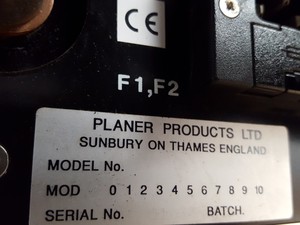 CE
F1,F2
PLANER PRODUCTS LTD
SUNBURY ON THAMES ENGLAND
MODEL No.
MOD 0 1 2 3 4 5 6 7 8 9 10
SERIAL No. BATCH.